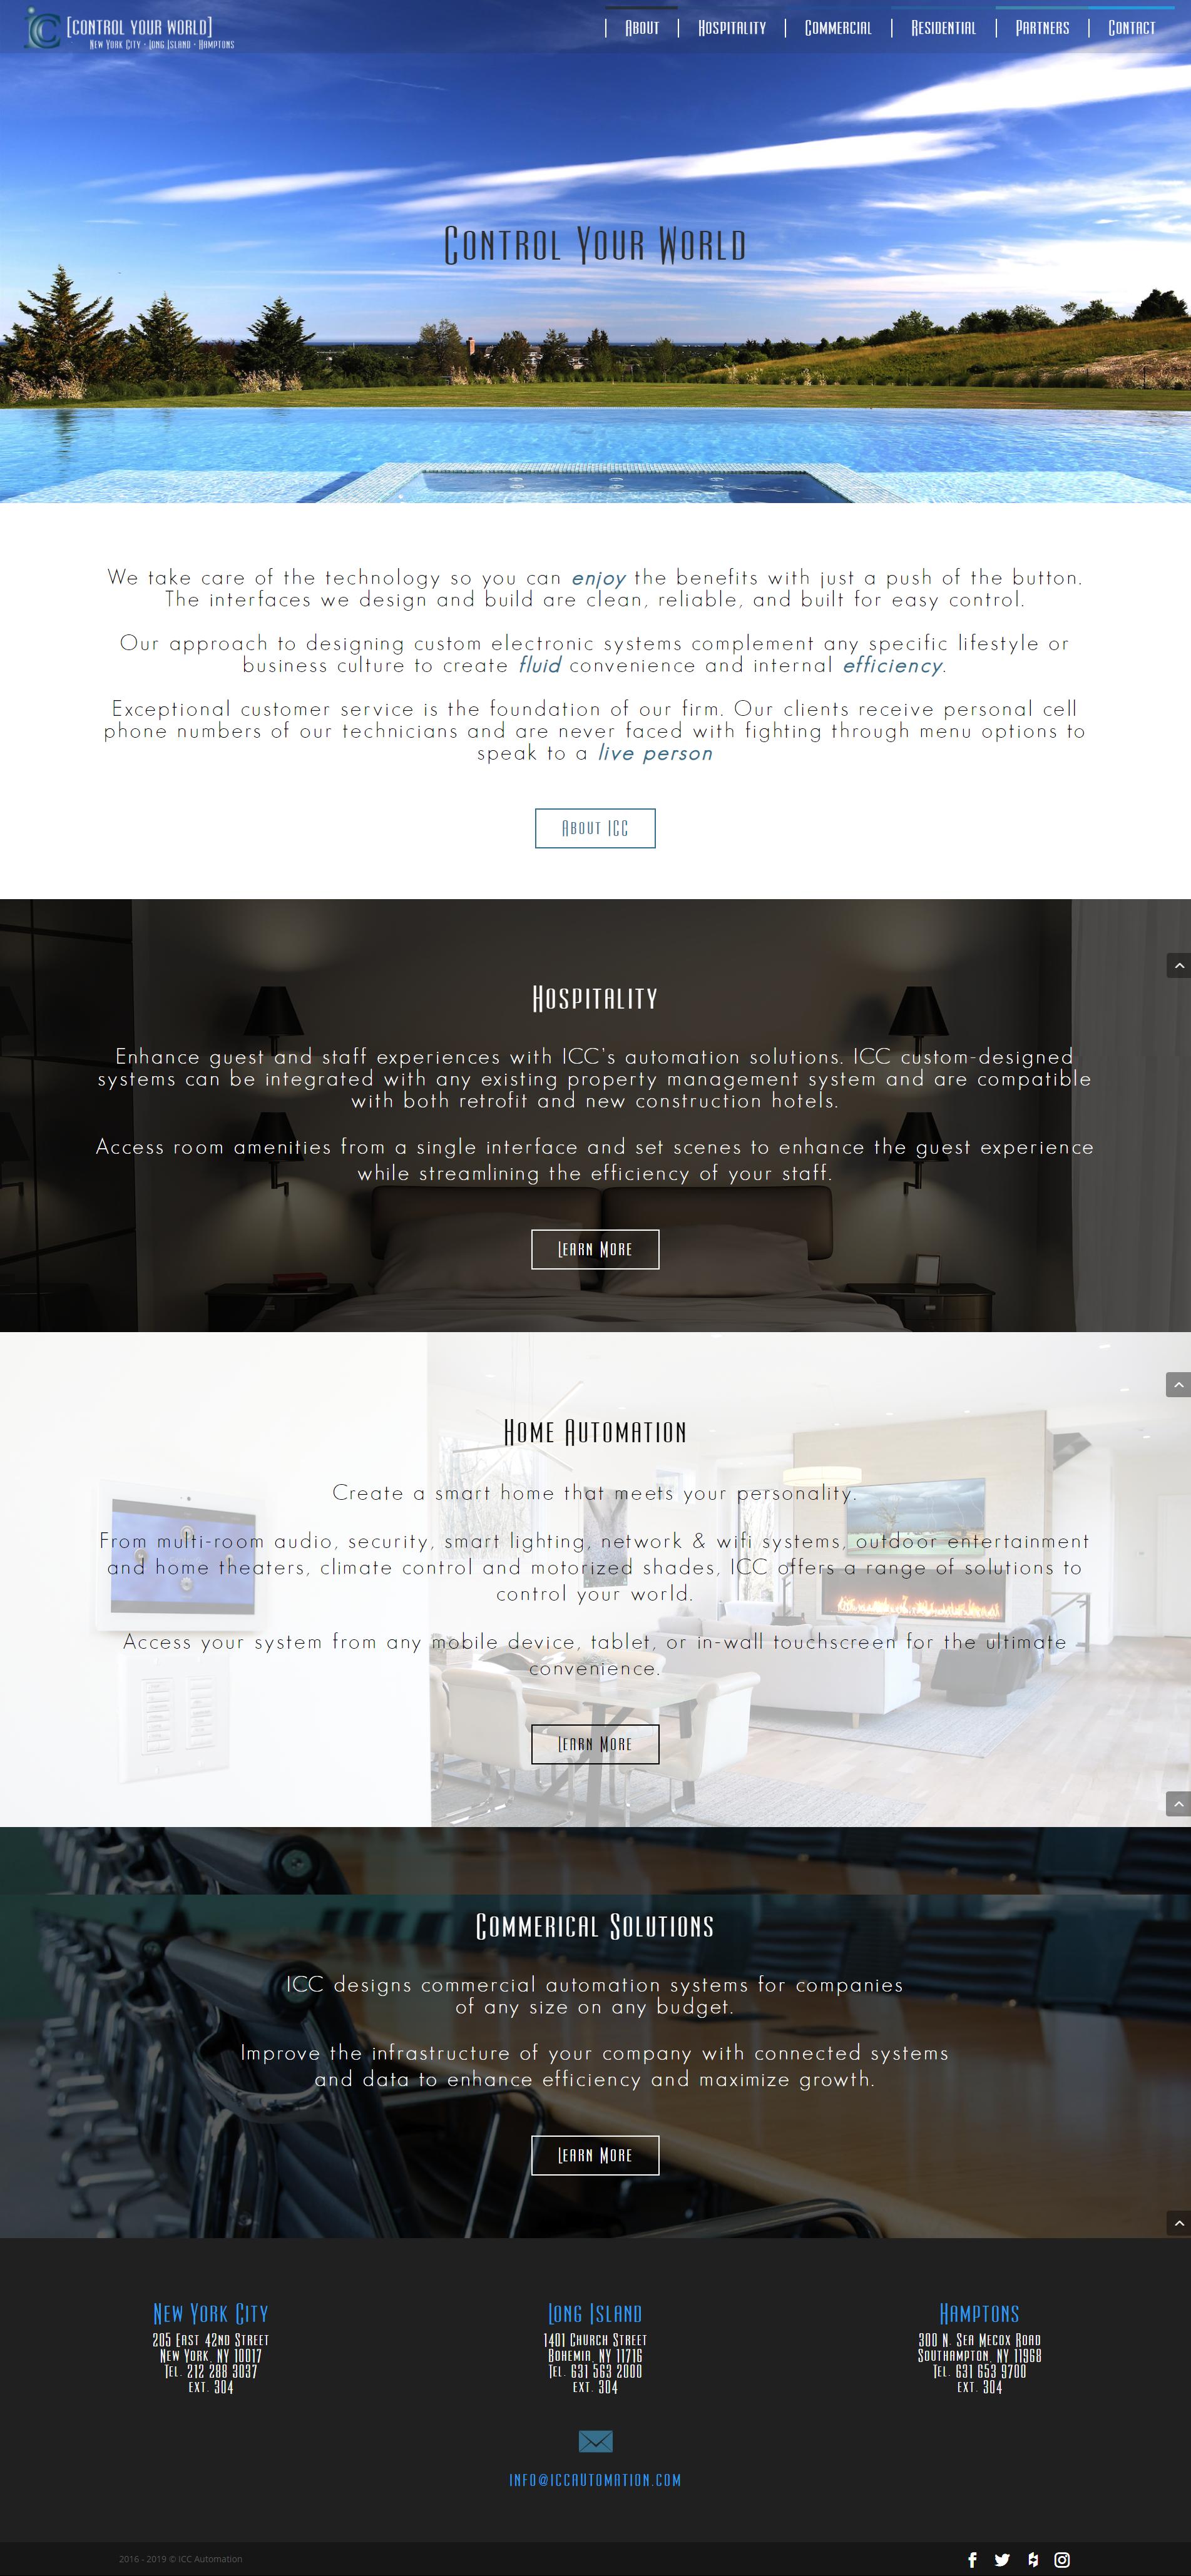 [CONTROL YOUR WORLD]
NEW YORK CITY • LONG ISLAND • HAMPTONS
ABOUT
HOSPITALITY
COMMERCIAL
RESIDENTIAL
PARTNERS
CONTACT
CONTROL YOUR WORLD
We take care of the technology so you can enjoy the benefits with just a push of the button.
The interfaces we design and build are clean, reliable, and built for easy control.
Our approach to designing custom electronic systems complement any specific lifestyle or
business culture to create fluid convenience and internal efficiency.
Exceptional customer service is the foundation of our firm. Our clients receive personal cell
phone numbers of our technicians and are never faced with fighting through menu options to
speak to a live person
ABOUT ICC
HOSPITALITY
Enhance guest and staff experiences with ICC's automation solutions. ICC custom-designed
systems can be integrated with any existing property management system and are compatible
with both retrofit and new construction hotels.
Access room amenities from a single interface and set scenes to enhance the guest experience
while streamlining the efficiency of your staff.
LEARN MORE
HOME AUTOMATION
Create a smart home that meets your personality.
From multi-room audio, security, smart lighting, network & wifi systems, outdoor entertainment
and home theaters, climate control and motorized shades, ICC offers a range of solutions to
control your world.
Access your system from any mobile device, tablet, or in-wall touchscreen for the ultimate
convenience.
LEARN MORE
COMMERICAL SOLUTIONS
ICC designs commercial automation systems for companies
of any size on any budget.
Improve the infrastructure of your company with connected systems
and data to enhance efficiency and maximize growth.
LEARN MORE
NEW YORK CITY
205 EAST 42ND STREET
NEW YORK, NY 10017
TEL. 212 288 3037
EXT. 304
LONG ISLAND
1401 CHURCH STREET
BOHEMIA, NY 11716
TEL. 631 563 2000
EXT. 304
HAMPTONS
300 N. SEA MECOX ROAD
SOUTHAMPTON, NY 11968
TEL. 631 653 9700
EXT. 304
INFO@ICCAUTOMATION.COM
2016 - 2019 © ICC Automation